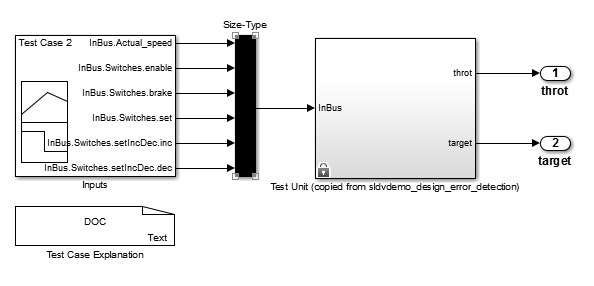 Size-Type
Test Case 2
InBus.Actual_speed
InBus.Switches.enable
InBus.Switches.brake
InBus.Switches.set
InBus.Switches.setIncDec.inc
InBus.Switches.setIncDec.dec
Inputs
InBus
throt
target
1
throt
2
target
Test Unit (copied from sldvdemo_design_error_detection)
DOC
Text
Test Case Explanation